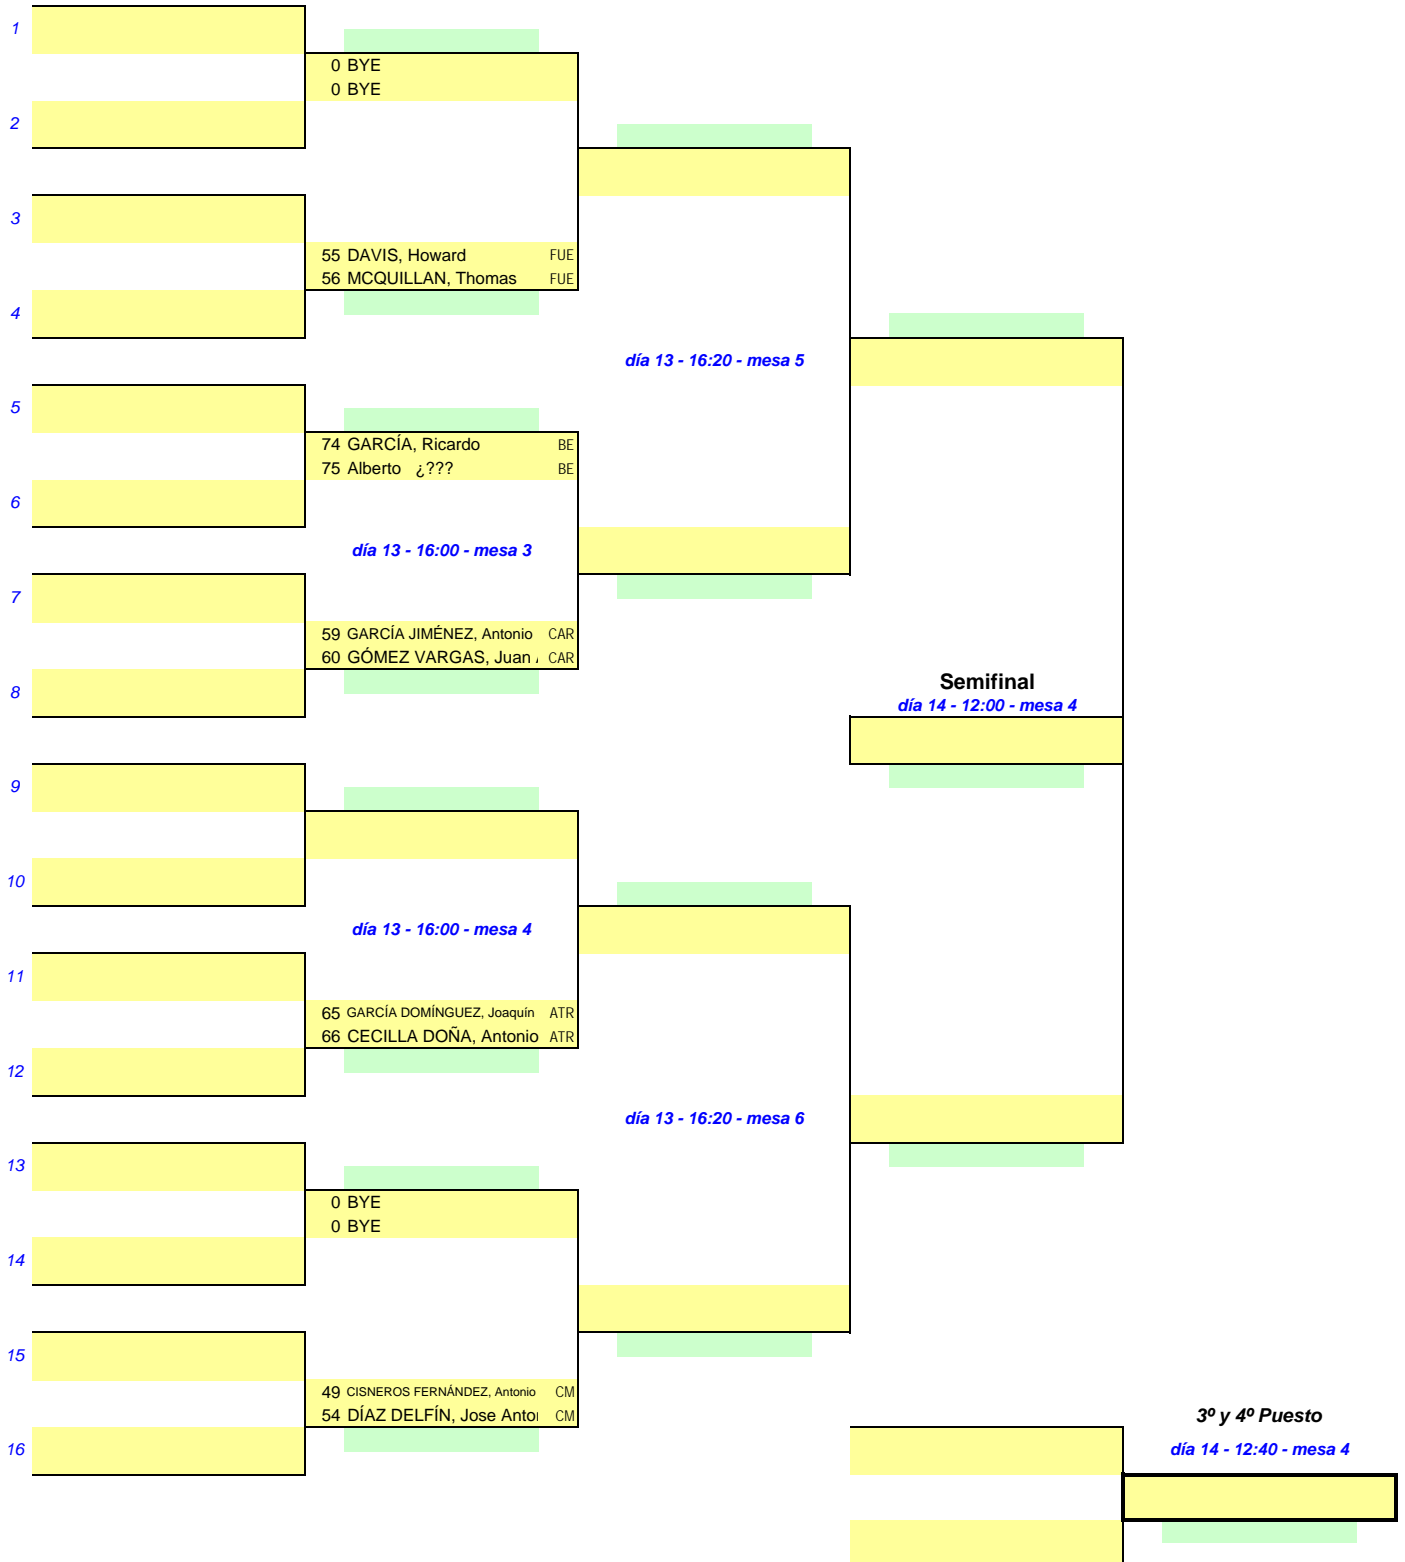 1
0 BYE
0 BYE
2
3
55 DAVIS, Howard FUE
56 MCQUILLAN, Thomas FUE
4
día 13 - 16:20 - mesa 5
5
74 GARCÍA, Ricardo BE
75 Alberto ¿??? BE
6
día 13 - 16:00 - mesa 3
7
59 GARCÍA JIMÉNEZ, Antonio CAR
60 GÓMEZ VARGAS, Juan CAR
8
Semifinal
día 14 - 12:00 - mesa 4
9
10
día 13 - 16:00 - mesa 4
11
65 GARCÍA DOMÍNGUEZ, Joaquín ATR
66 CECILLA DOÑA, Antonio ATR
12
día 13 - 16:20 - mesa 6
13
0 BYE
0 BYE
14
15
49 CISNEROS FERNÁNDEZ, Antonio CM
54 DÍAZ DELFÍN, Jose Anto CM
3º y 4º Puesto
16
día 14 - 12:40 - mesa 4